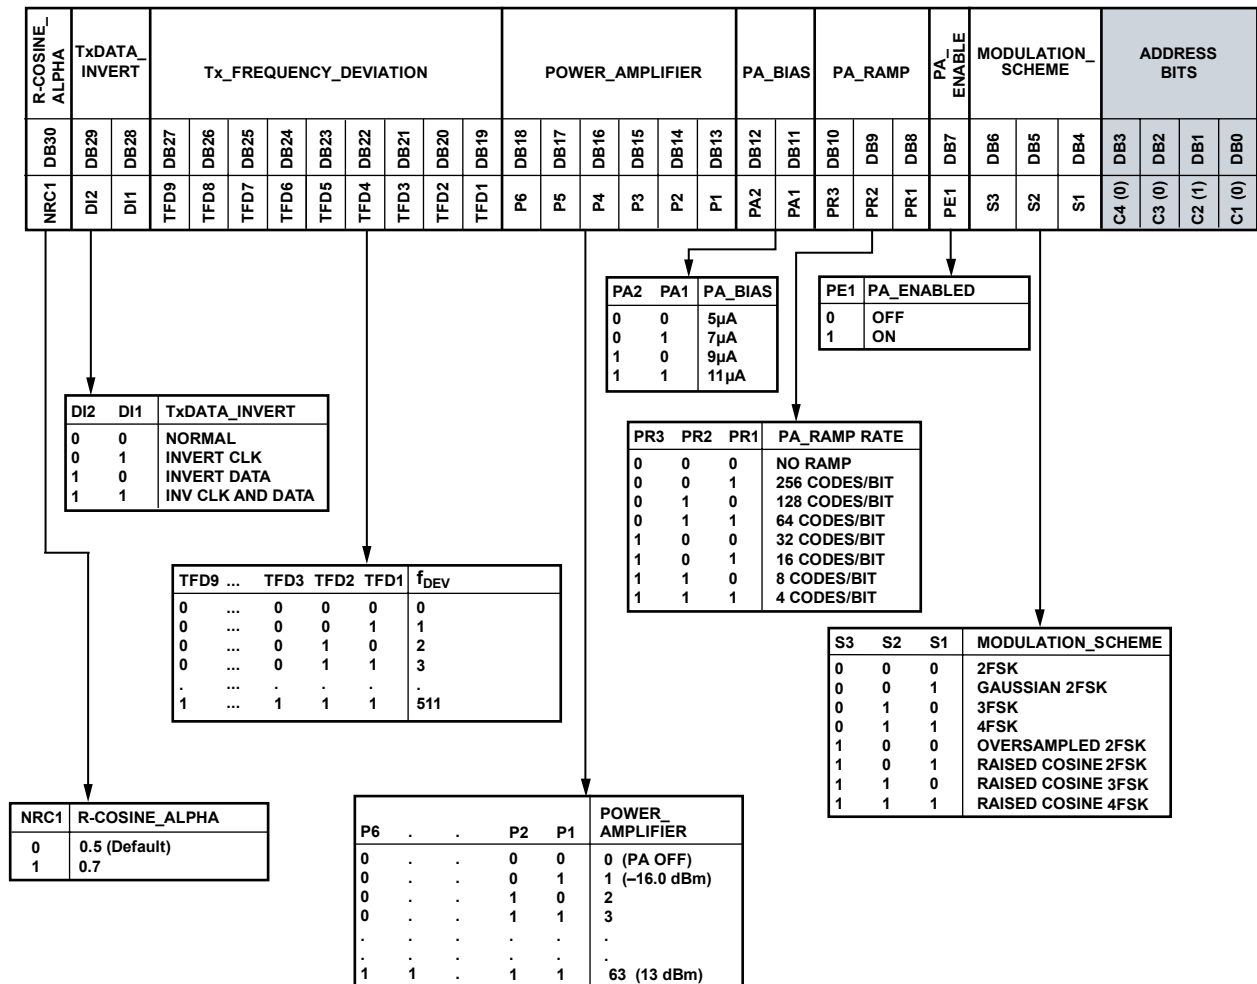 R-COSINE_
ALPHA
TxDATA_
INVERT
Tx_FREQUENCY_DEVIATION
POWER_AMPLIFIER
PA_BIAS
PA_RAMP
PA_
ENABLE
MODULATION_
SCHEME
ADDRESS
BITS
DB30 DB29 DB28 DB27 DB26 DB25 DB24 DB23 DB22 DB21 DB20 DB19 DB18 DB17 DB16 DB15 DB14 DB13 DB12 DB11 DB10 DB9 DB8 DB7 DB6 DB5 DB4 DB3 DB2 DB1 DB0
NRC1 DI2 DI1 TFD9 TFD8 TFD7 TFD6 TFD5 TFD4 TFD3 TFD2 TFD1 P6 P5 P4 P3 P2 P1 PA2 PA1 PR3 PR2 PR1 PE1 S3 S2 S1 C4 (0) C3 (0) C2 (1) C1 (0)
PA2 PA1 PA_BIAS
0 0 5µA
0 1 7µA
1 0 9µA
1 1 11µA
PE1 PA_ENABLED
0 OFF
1 ON
DI2 DI1 TxDATA_INVERT
0 0 NORMAL
0 1 INVERT CLK
1 0 INVERT DATA
1 1 INV CLK AND DATA
PR3 PR2 PR1 PA_RAMP RATE
0 0 0 NO RAMP
0 0 1 256 CODES/BIT
0 1 0 128 CODES/BIT
0 1 1 64 CODES/BIT
1 0 0 32 CODES/BIT
1 0 1 16 CODES/BIT
1 1 0 8 CODES/BIT
1 1 1 4 CODES/BIT
TFD9 ... TFD3 TFD2 TFD1 fDEV
0 ... 0 0 0 0
0 ... 0 0 1 1
0 ... 0 1 0 2
0 ... 0 1 1 3
. ... . . . .
1 ... 1 1 1 511
S3 S2 S1 MODULATION_SCHEME
0 0 0 2FSK
0 0 1 GAUSSIAN 2FSK
0 1 0 3FSK
0 1 1 4FSK
1 0 0 OVERSAMPLED 2FSK
1 0 1 RAISED COSINE 2FSK
1 1 0 RAISED COSINE 3FSK
1 1 1 RAISED COSINE 4FSK
NRC1 R-COSINE_ALPHA
0 0.5 (Default)
1 0.7
P6 . . P2 P1 POWER_
AMPLIFIER
0 . . 0 0 0 (PA OFF)
0 . . 0 1 1 (–16.0 dBm)
0 . . 1 0 2
0 . . 1 1 3
. . . . . .
. . . . . .
1 1 . 1 1 63 (13 dBm)